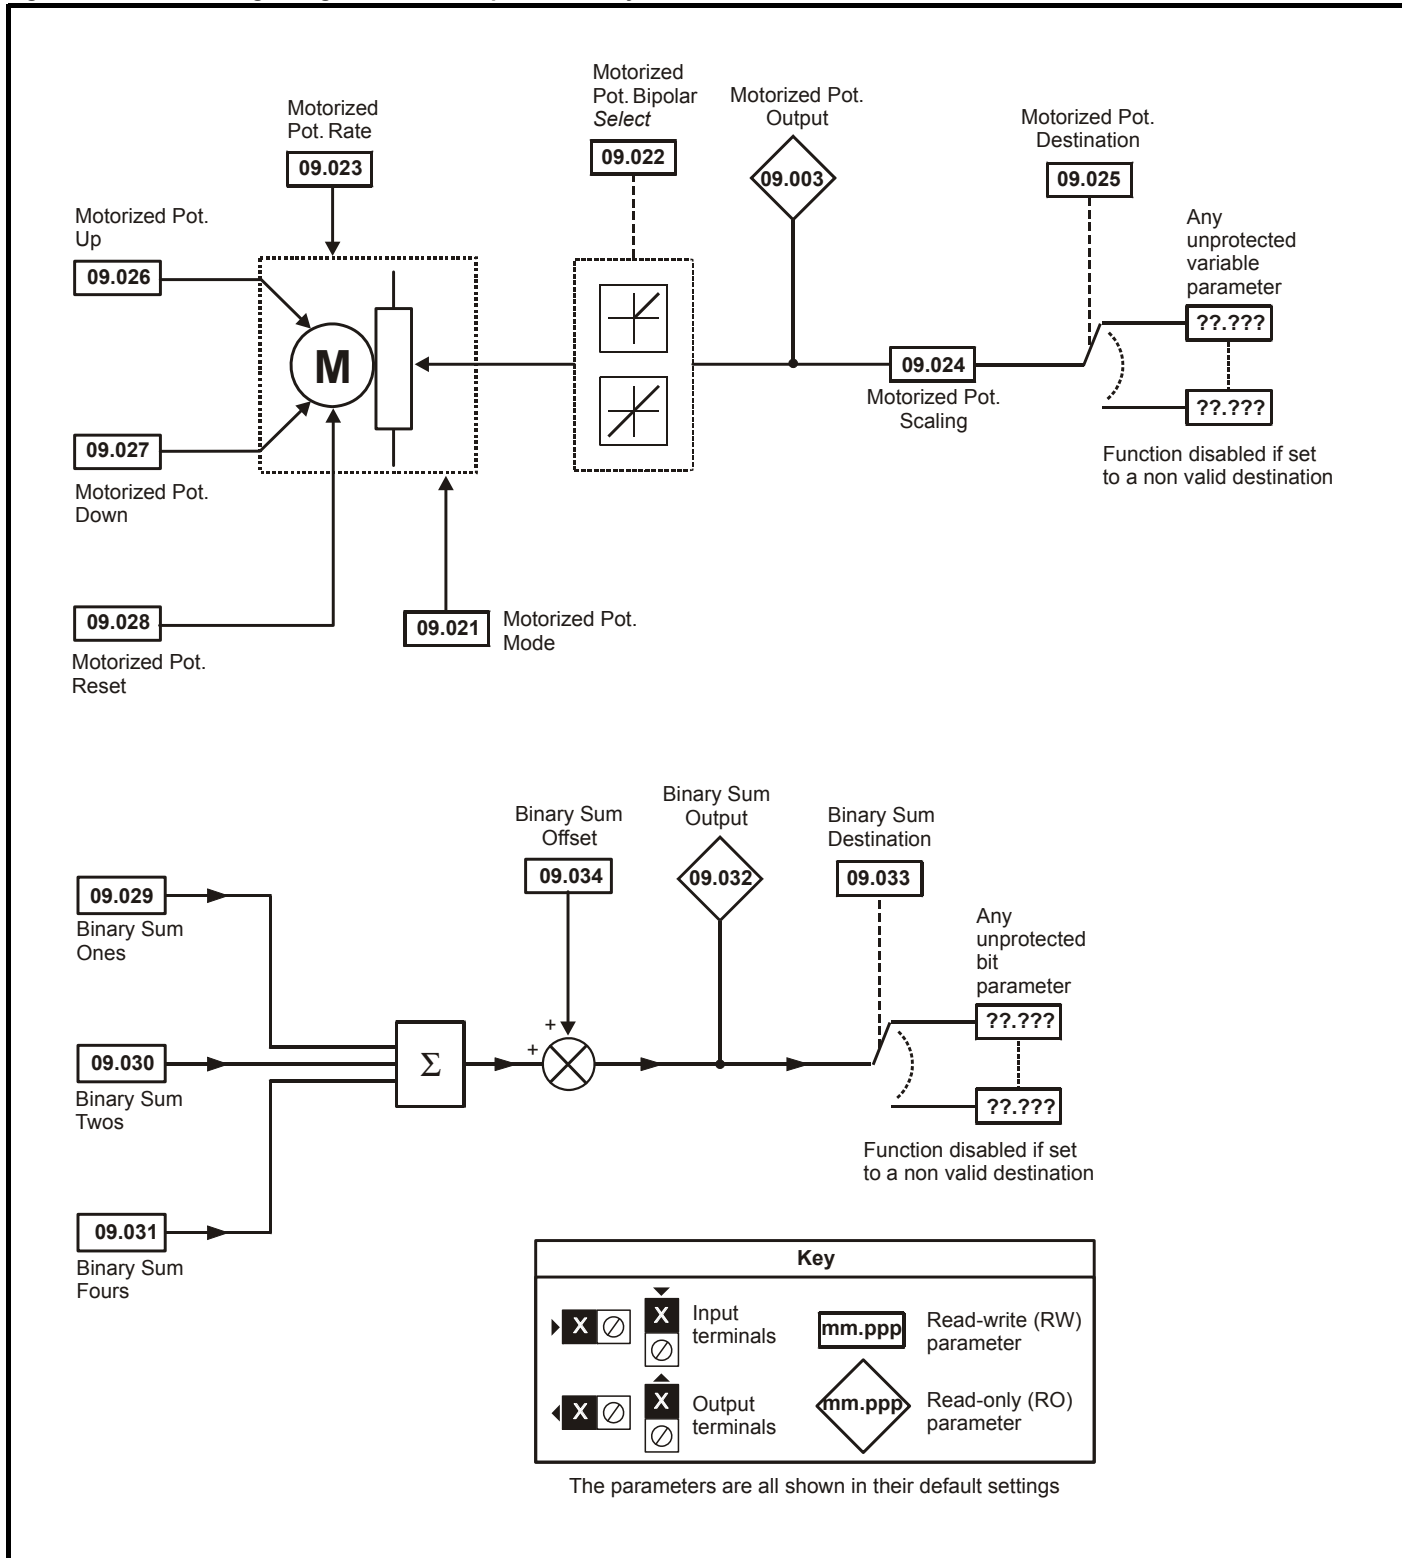 Motorized
Pot. Rate
09.023
Motorized
Pot. Bipolar
Select
09.022
Motorized Pot.
Output
09.003
Motorized Pot.
Destination
09.025
Motorized Pot.
Up
09.026
Any
unprotected
variable
parameter
??.???
??.???
M
09.024
Motorized Pot.
Scaling
Function disabled if set
to a non valid destination
09.027
Motorized Pot.
Down
09.028
Motorized Pot.
Reset
09.021
Motorized Pot.
Mode
Binary Sum
Offset
09.034
Binary Sum
Output
09.032
Binary Sum
Destination
09.033
09.029
Binary Sum
Ones
Any
unprotected
bit
parameter
??.???
??.???
+
+
Σ
09.030
Binary Sum
Twos
Function disabled if set
to a non valid destination
09.031
Binary Sum
Fours
Key
X
X
Input
terminals
mm.ppp
Read-write (RW)
parameter
X
X
Output
terminals
mm.ppp
Read-only (RO)
parameter
The parameters are all shown in their default settings